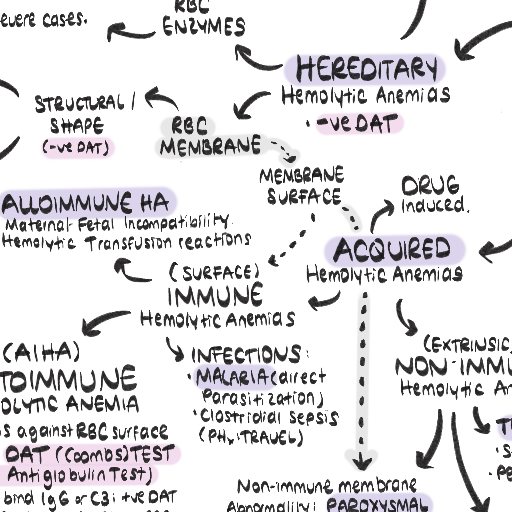 evere cases.
RBC
ENZYMES
HEREDITARY
Hemolytic Anemias
· -ve DAT
STRUCTURAL /
SHAPE
(-ve DAT)
RBC
MEMBRANE
MEMBRANE
SURFACE
DRUG
induced.
ALLOIMMUNE HA
Maternal-Fetal Incompatibility.
Hemolytic Transfusion reactions
ACQUIRED
Hemolytic Anemias
(SURFACE)
IMMUNE
Hemolytic Anemias
(AIHA)
TOIMMUNE
OLYTIC ANEMIA
s against RBC surface
DAT (Coombs) TEST
Antiglobulin Test)
bind IgG or C3: +ve DAT
INFECTIONS:
· MALARIA (direct
Parasitization)
· Clostridial Sepsis
(PH, TRAVEL)
(EXTRINSIC)
NON-IMMU
Hemolytic An
Non-immune membrane
Abnormality: PAROXYSMAL